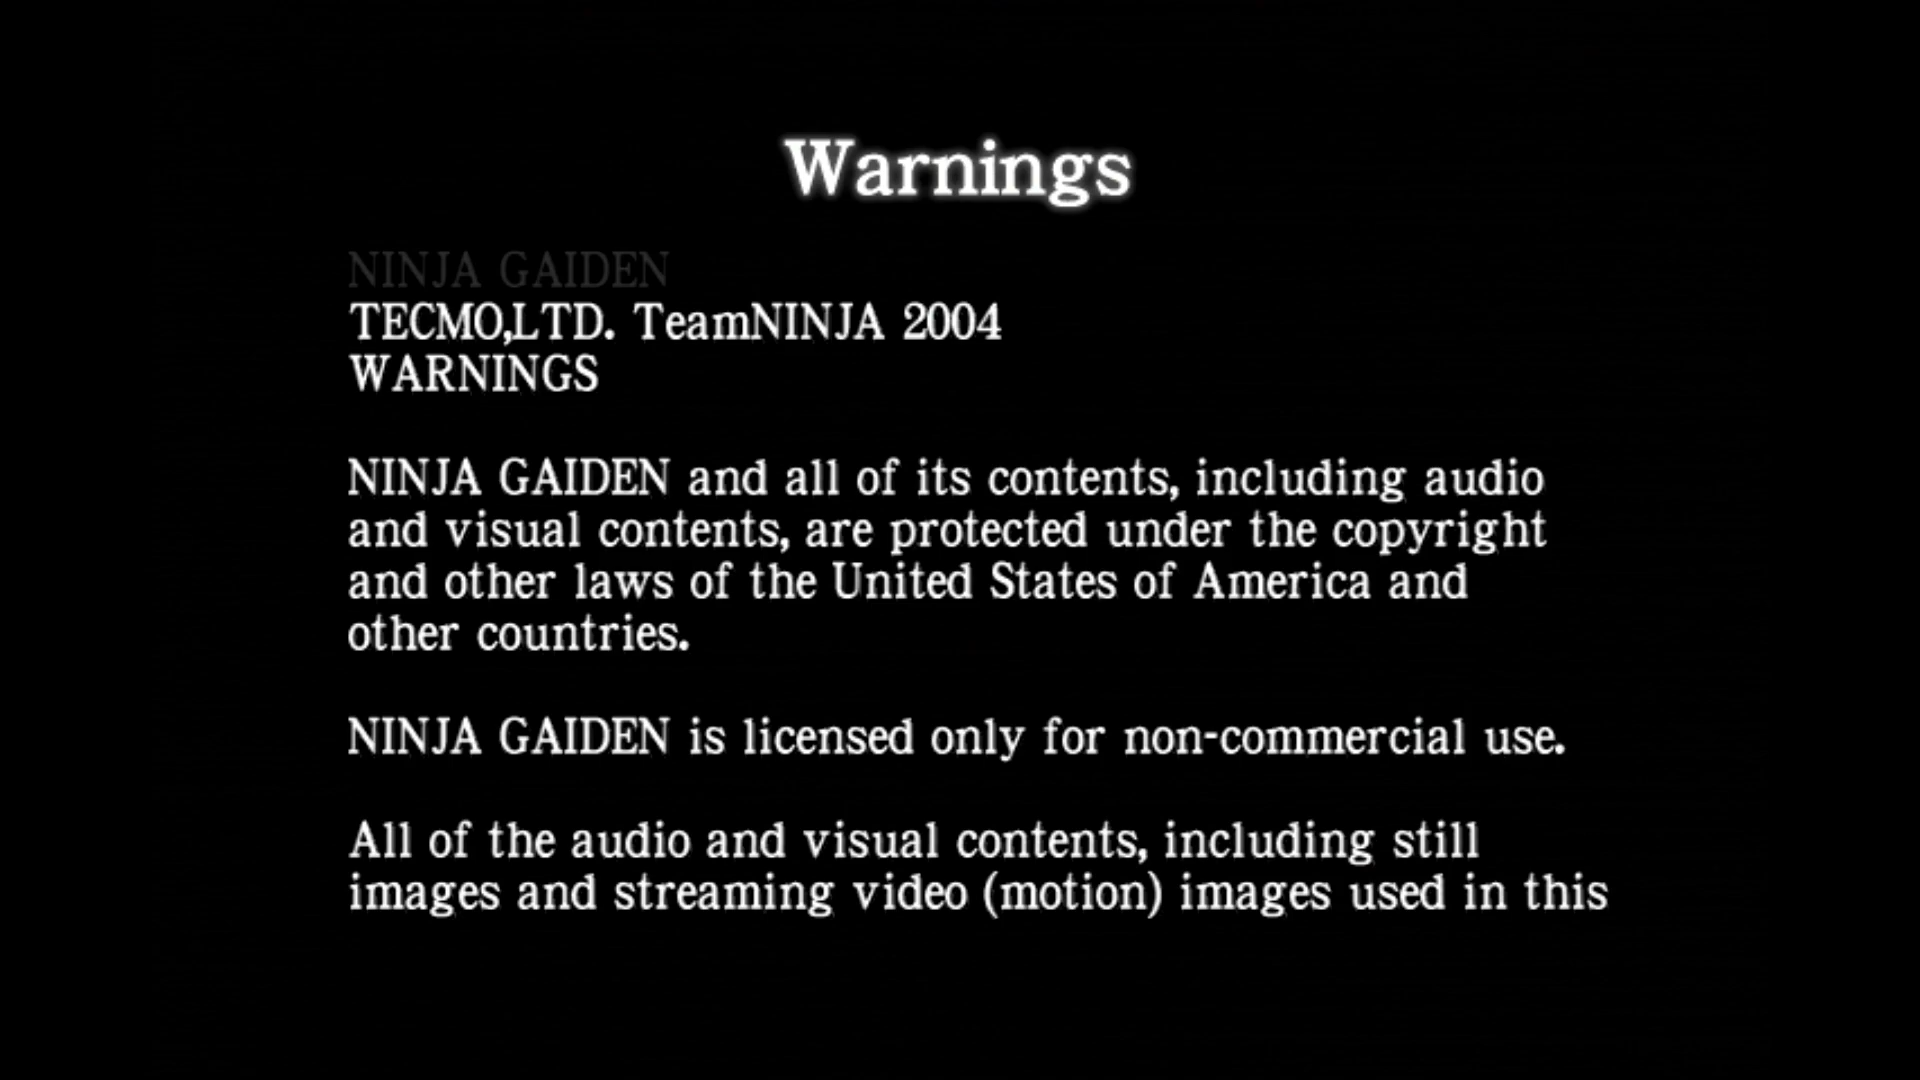 Warnings
NINJA GAIDEN
TECMO,LTD. TeamNINJA 2004
WARNINGS
NINJA GAIDEN and all of its contents, including audio
and visual contents, are protected under the copyright
and other laws of the United States of America and
other countries.
NINJA GAIDEN is licensed only for non-commercial use.
All of the audio and visual contents, including still
images and streaming video (motion) images used in this